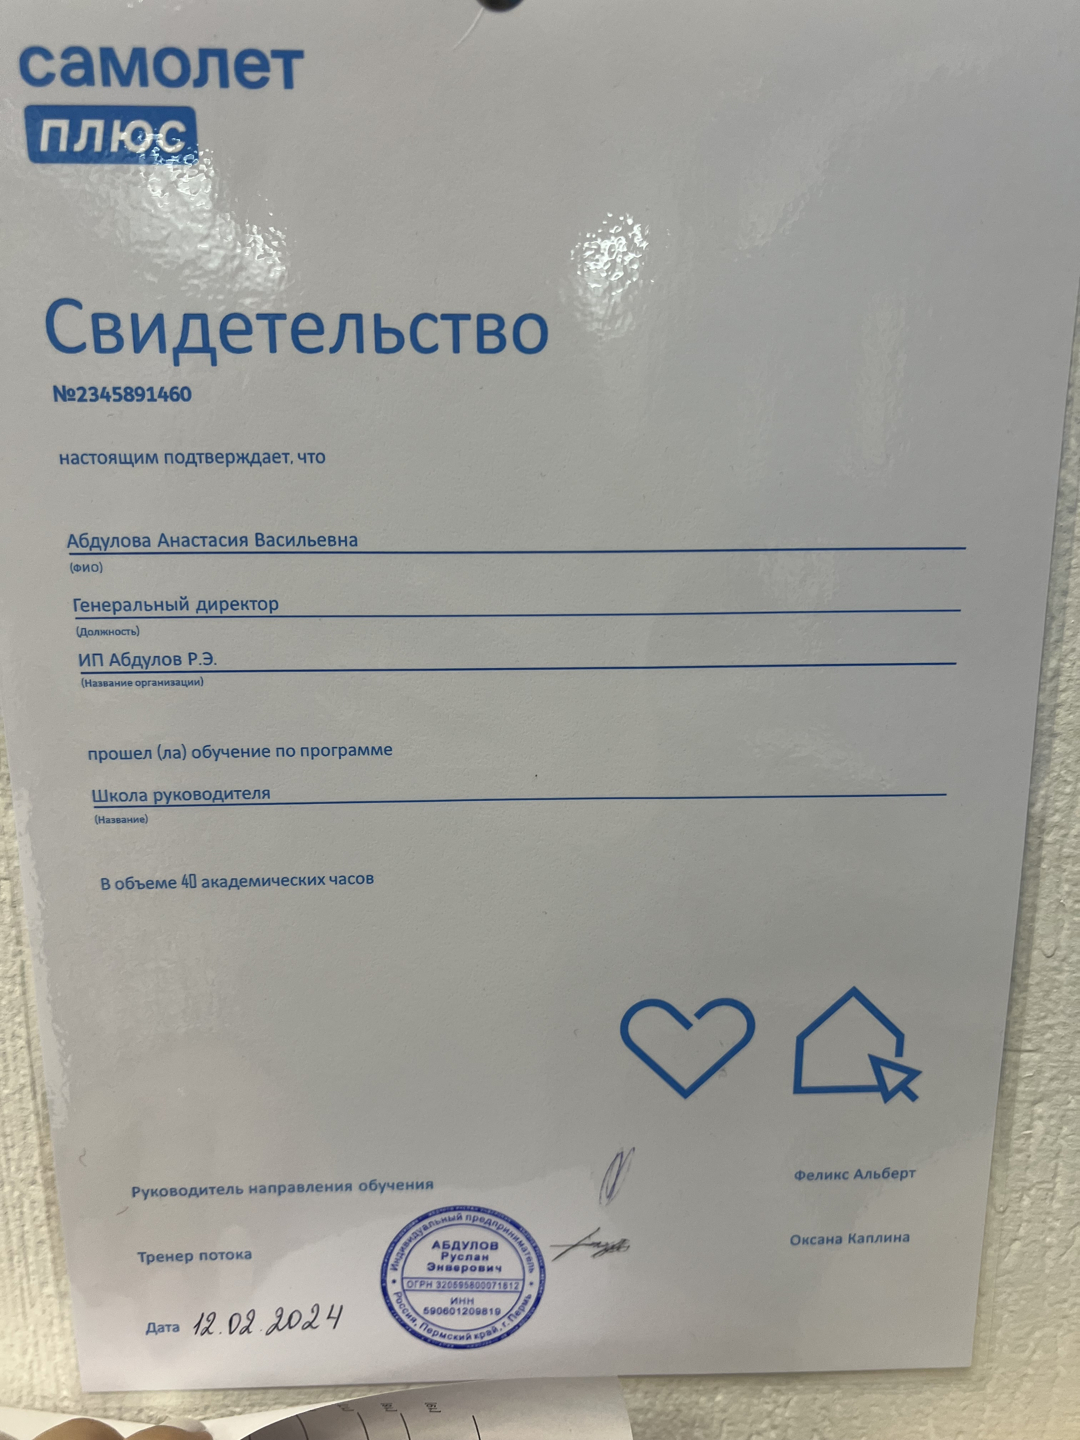 самолет
плюс
Свидетельство
№2345891460
настоящим подтверждает, что
Абдулова Анастасия Васильевна
(ФИО)
Генеральный директор
(Должность)
ИП Абдулов Р.Э.
(Название организации)
прошел (ла) обучение по программе
Школа руководителя
(Название)
В объеме 40 академических часов
Руководитель направления обучения
Феликс Альберт
Тренер потока
Оксана Каплина
Дата 12.02.2024
Индивидуальный предприниматель
АБДУЛОВ
Руслан
Энверович
ОГРН 320595800071612
ИНН
590601209819
Россия, Пермский край, г. Пермь